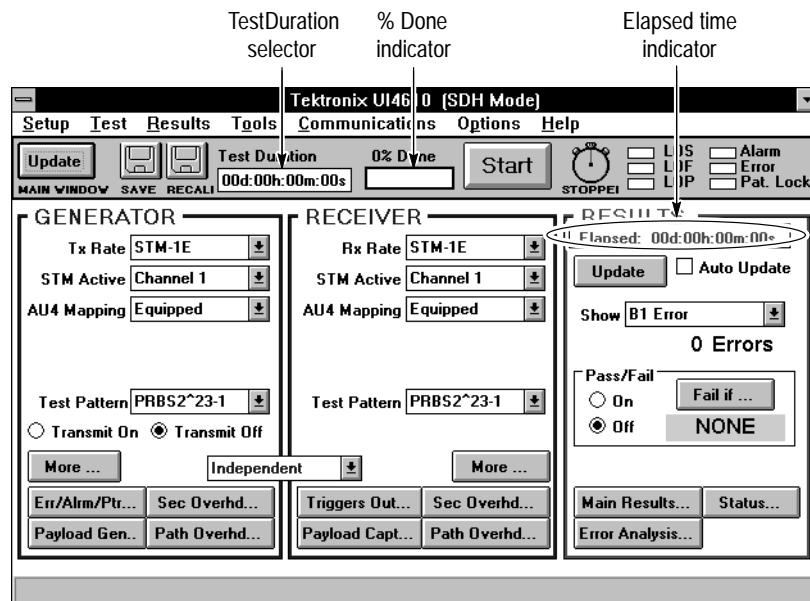 TestDuration selector
% Done indicator
Elapsed time indicator
Tektronix UI4610 (SDH Mode)
Setup Test Results Tools Communications Options Help
Update
MAIN WINDOW
SAVE
RECALL
Test Duration
00d:00h:00m:00s
0% Done
Start
STOPPE
LOS
LOF
LOP
Alarm
Error
Pat. Lock
GENERATOR
Tx Rate STM-1E
STM Active Channel 1
AU4 Mapping Equipped
Test Pattern PRBS2^23-1
Transmit On Transmit Off
More ...
Independent
Err/Alrm/Ptr... Sec Overhd...
Payload Gen.. Path Overhd...
RECEIVER
Rx Rate STM-1E
STM Active Channel 1
AU4 Mapping Equipped
Test Pattern PRBS2^23-1
More ...
Triggers Out... Sec Overhd...
Payload Capt... Path Overhd...
RESULTS
Elapsed: 00d:00h:00m:00s
Update Auto Update
Show B1 Error
0 Errors
Pass/Fail
On
Off
Fail if ...
NONE
Main Results... Status...
Error Analysis...